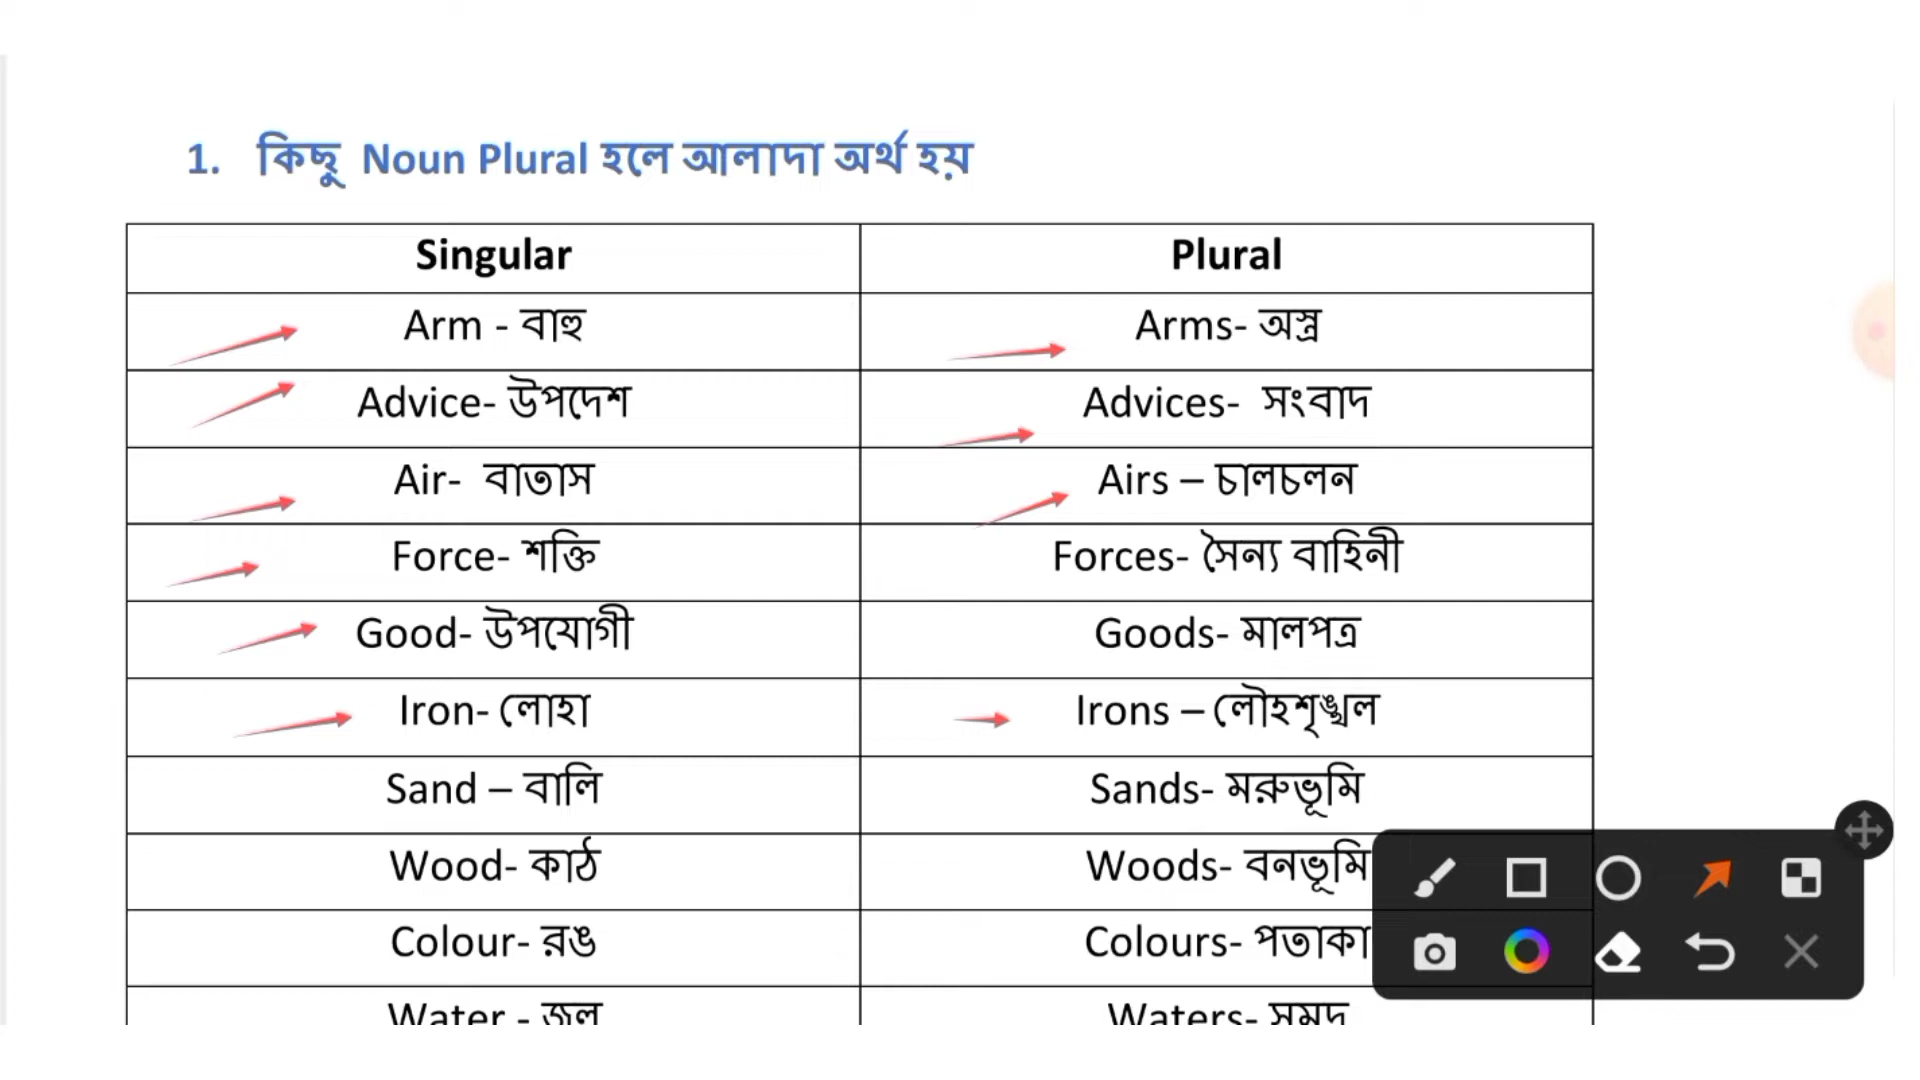 1. কিছু Noun Plural হলে আলাদা অর্থ হয়
Singular Plural
Arm - বাহু Arms- অস্ত্র
Advice- উপদেশ Advices- সংবাদ
Air- বাতাস Airs – চালচলন
Force- শক্তি Forces- সৈন্য বাহিনী
Good- উপযোগী Goods- মালপত্র
Iron- লোহা Irons – লৌহশৃঙ্খল
Sand – বালি Sands- মরুভূমি
Wood- কাঠ Woods- বনভূমি
Colour- রঙ Colours- পতাকা
Water - জল Waters- সমুদ্র